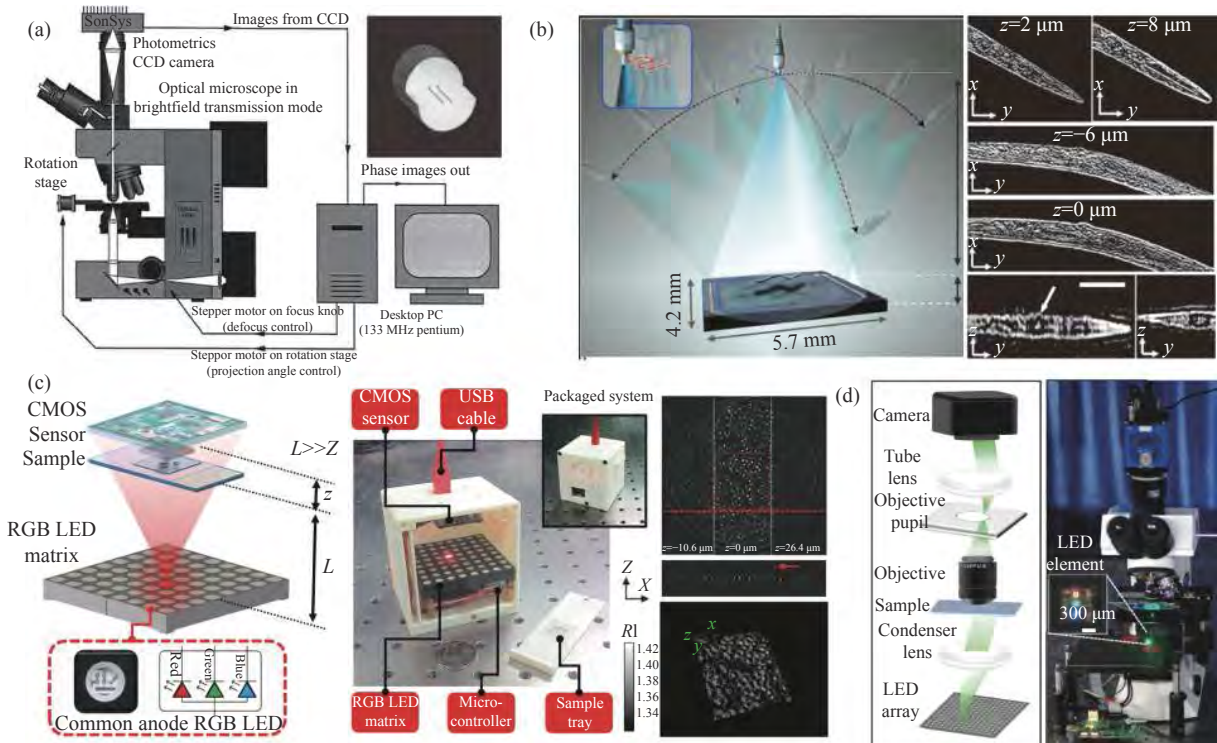 (a)
SonSys
Images from CCD
Photometrics
CCD camera
Optical microscope in
brightfield transmission mode
Rotation
stage
Phase images out
Stepper motor on focus knob
(defocus control)
Desktop PC
(133 MHz pentium)
Stepper motor on rotation stage
(projection angle control)
(b)
4.2 mm
5.7 mm
z=2 μm
x
y
z=8 μm
x
y
z=−6 μm
x
y
z=0 μm
x
y
z
y
z
y
(c)
CMOS
Sensor
Sample
L>>Z
z
RGB LED
matrix
L
Red
Green
Blue
Common anode RGB LED
CMOS
sensor
USB
cable
Packaged system
RGB LED
matrix
Micro-
controller
Sample
tray
z=−10.6 μm
z=0 μm
z=26.4 μm
Z
X
RI
1.42
1.40
1.38
1.36
1.34
x
z
y
(d)
Camera
Tube
lens
Objective
pupil
Objective
Sample
Condenser
lens
LED
array
LED
element
300 μm